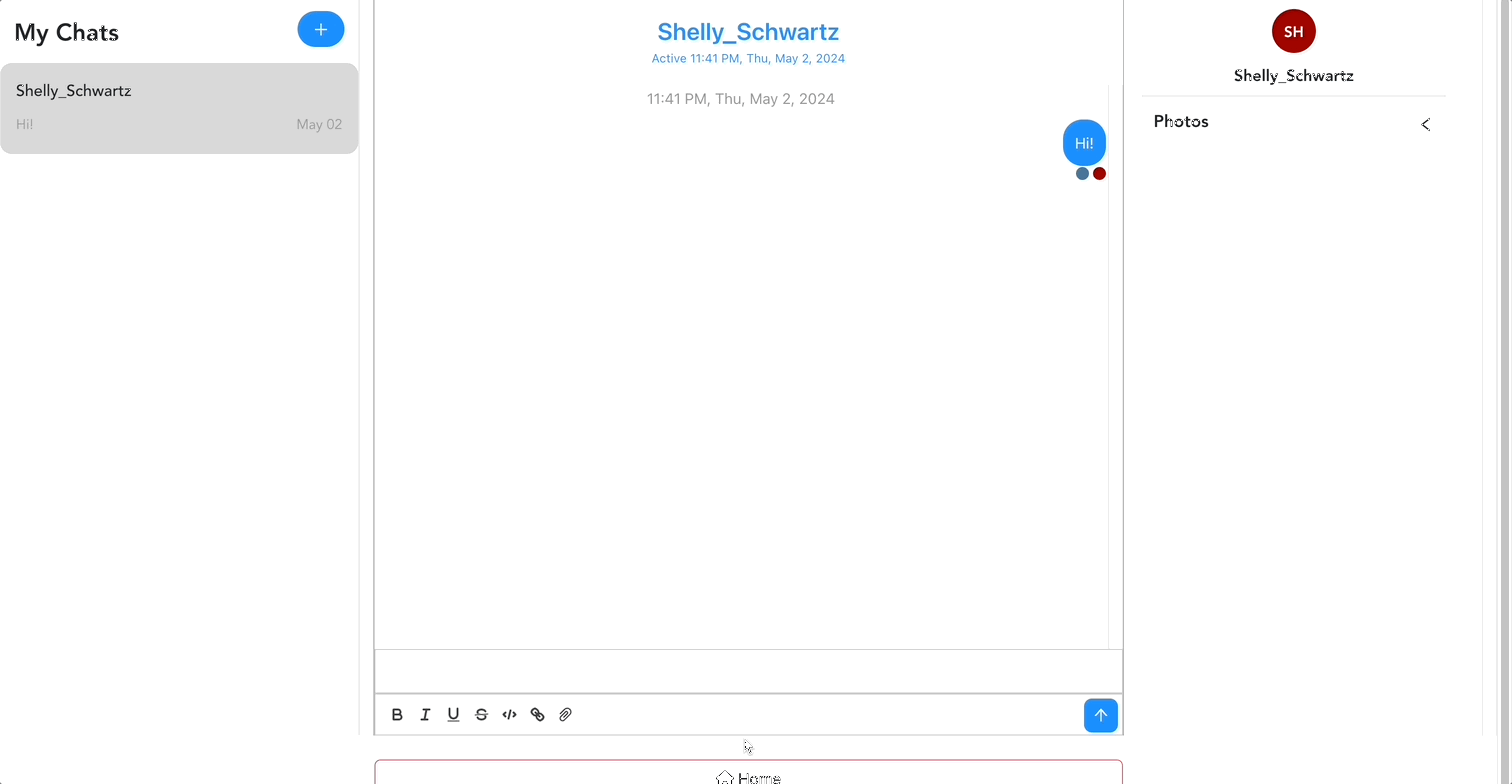 My Chats
+
Shelly_Schwartz
Hi!
May 02
Shelly_Schwartz
Active 11:41 PM, Thu, May 2, 2024
11:41 PM, Thu, May 2, 2024
Hi!
B I U S </>
Home
SH
Shelly_Schwartz
Photos